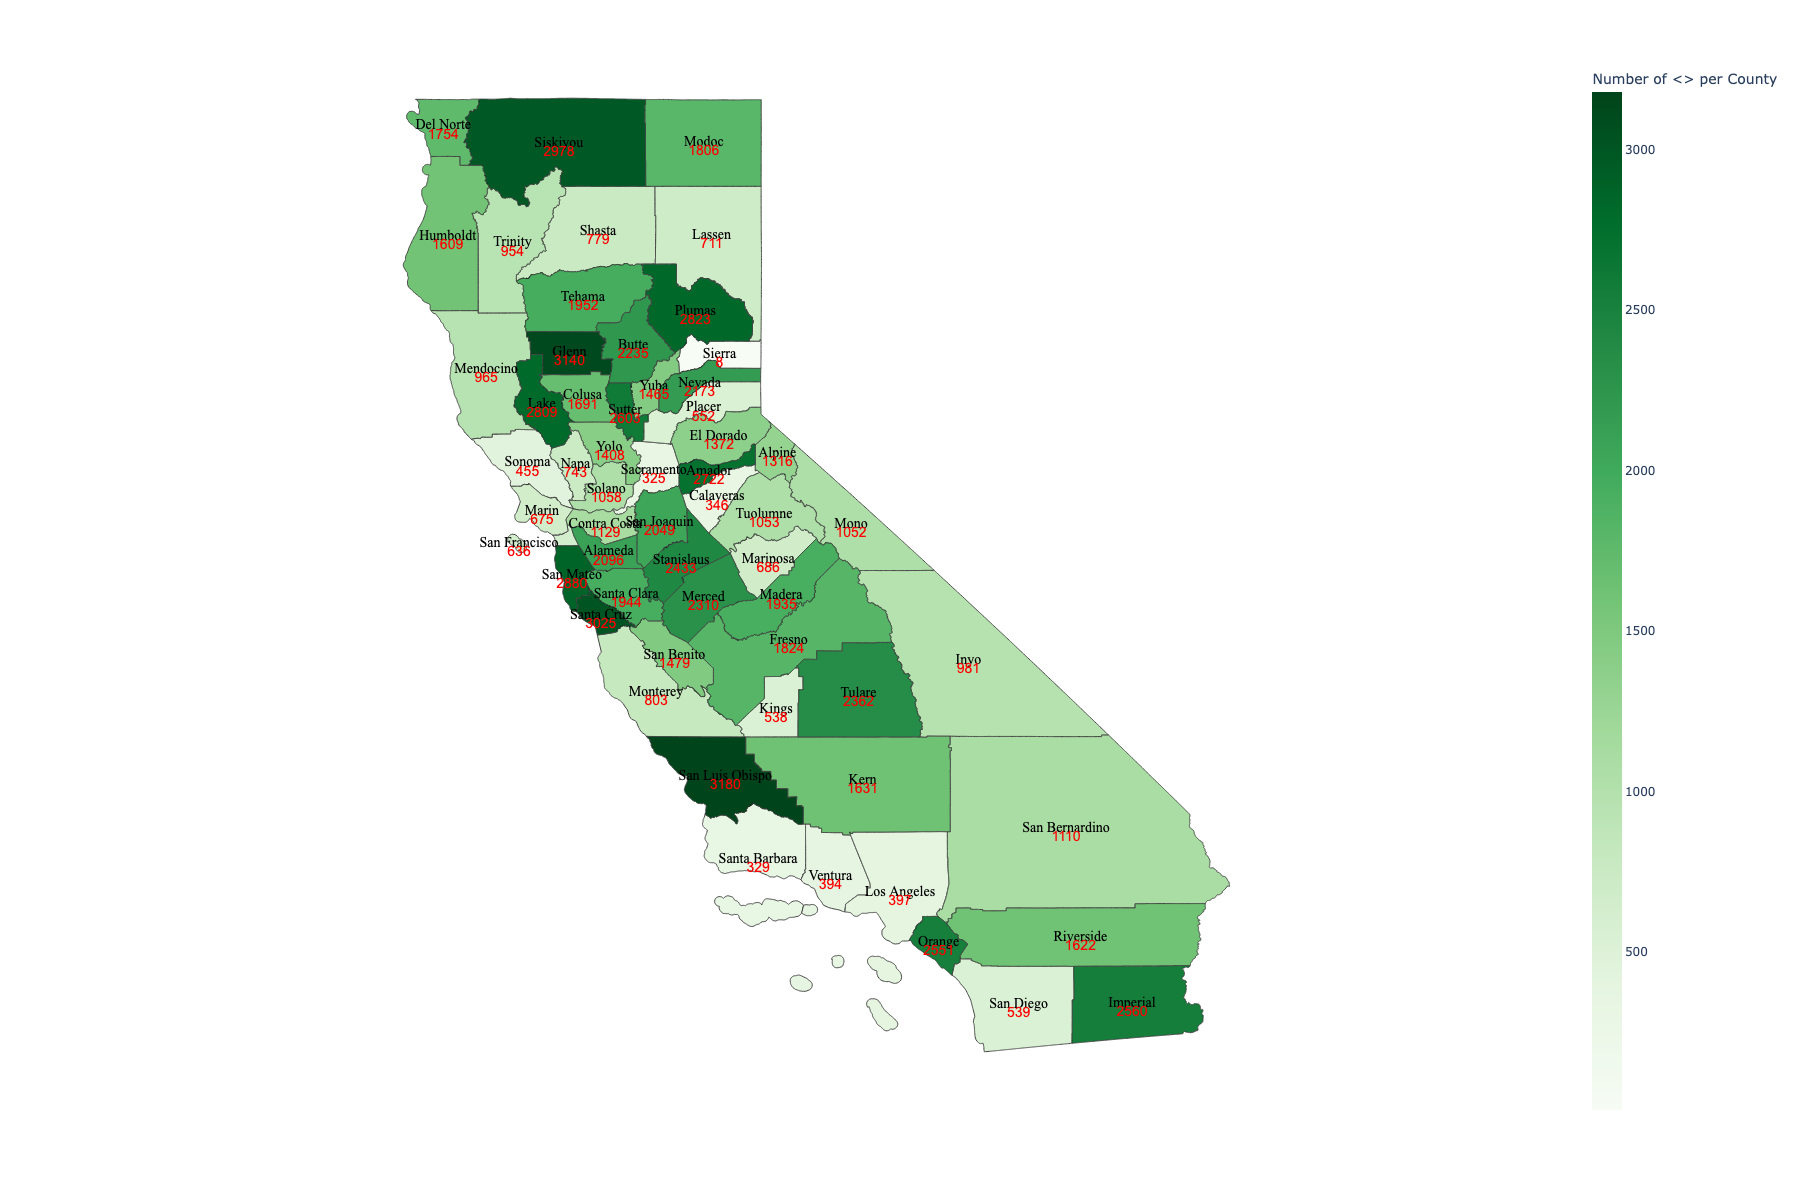 Number of <> per County
3000
2500
2000
1500
1000
500
Del Norte
1754
Siskiyou
2978
Modoc
1806
Humboldt
1609
Trinity
954
Shasta
779
Lassen
711
Tehama
1952
Plumas
2823
Glenn
3140
Butte
2235
Sierra
8
Mendocino
965
Lake
2809
Colusa
1691
Sutter
Yuba
1465
Nevada
2173
Placer
552
El Dorado
1372
Alpine
1316
Sonoma
455
Napa
743
Yolo
1408
Sacramento
325
Amador
2722
Solano
1058
Calaveras
346
Marin
675
Contra Costa
1129
San Joaquin
2049
Tuolumne
1053
Mono
1052
San Francisco
636
Alameda
2096
Stanislaus
2433
Mariposa
686
San Mateo
Santa Clara
1944
Merced
2310
Madera
1935
Santa Cruz
3025
San Benito
1479
Fresno
1824
Inyo
981
Monterey
803
Kings
538
Tulare
2362
San Luis Obispo
3180
Kern
1631
San Bernardino
1110
Santa Barbara
329
Ventura
394
Los Angeles
397
Orange
Riverside
1622
San Diego
539
Imperial
2560